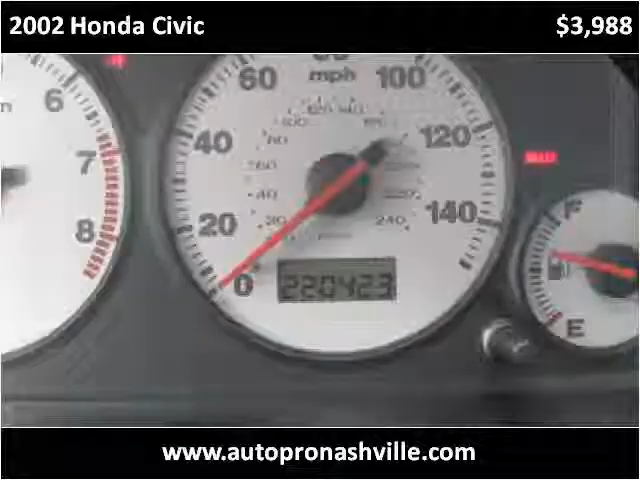 2002 Honda Civic $3,988
60 mph 100
6
40 120
7
20 140
8
240
0 220423
F
E
www.autopronashville.com